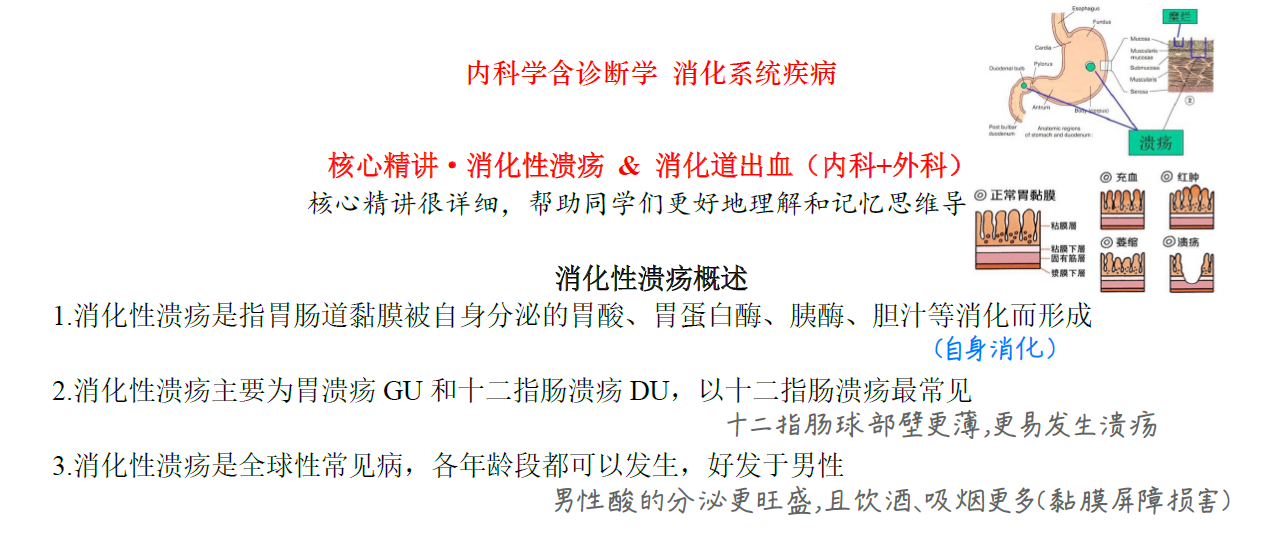 内科学含诊断学 消化系统疾病
核心精讲·消化性溃疡 & 消化道出血（内科+外科）
核心精讲很详细，帮助同学们更好地理解和记忆思维导
Esophagus
Fundus
Cardia
Pylorus
Duodenal bulb
Antrum
Body (corpus)
Post bulbar
duodenum
Anatomic regions
of stomach and duodenum:
糜烂
Mucosa
Muscularis
mucosae
Submucosa
Muscularis
Serosa
②
溃疡
◎正常胃黏膜
粘膜層
粘膜下層
固有筋層
漿膜下層
◎充血
◎红肿
◎萎缩
◎溃疡
消化性溃疡概述
1.消化性溃疡是指胃肠道黏膜被自身分泌的胃酸、胃蛋白酶、胰酶、胆汁等消化而形成
（自身消化）
2.消化性溃疡主要为胃溃疡 GU 和十二指肠溃疡 DU，以十二指肠溃疡最常见
十二指肠球部壁更薄,更易发生溃疡
3.消化性溃疡是全球性常见病，各年龄段都可以发生，好发于男性
男性酸的分泌更旺盛,且饮酒、吸烟更多(黏膜屏障损害)